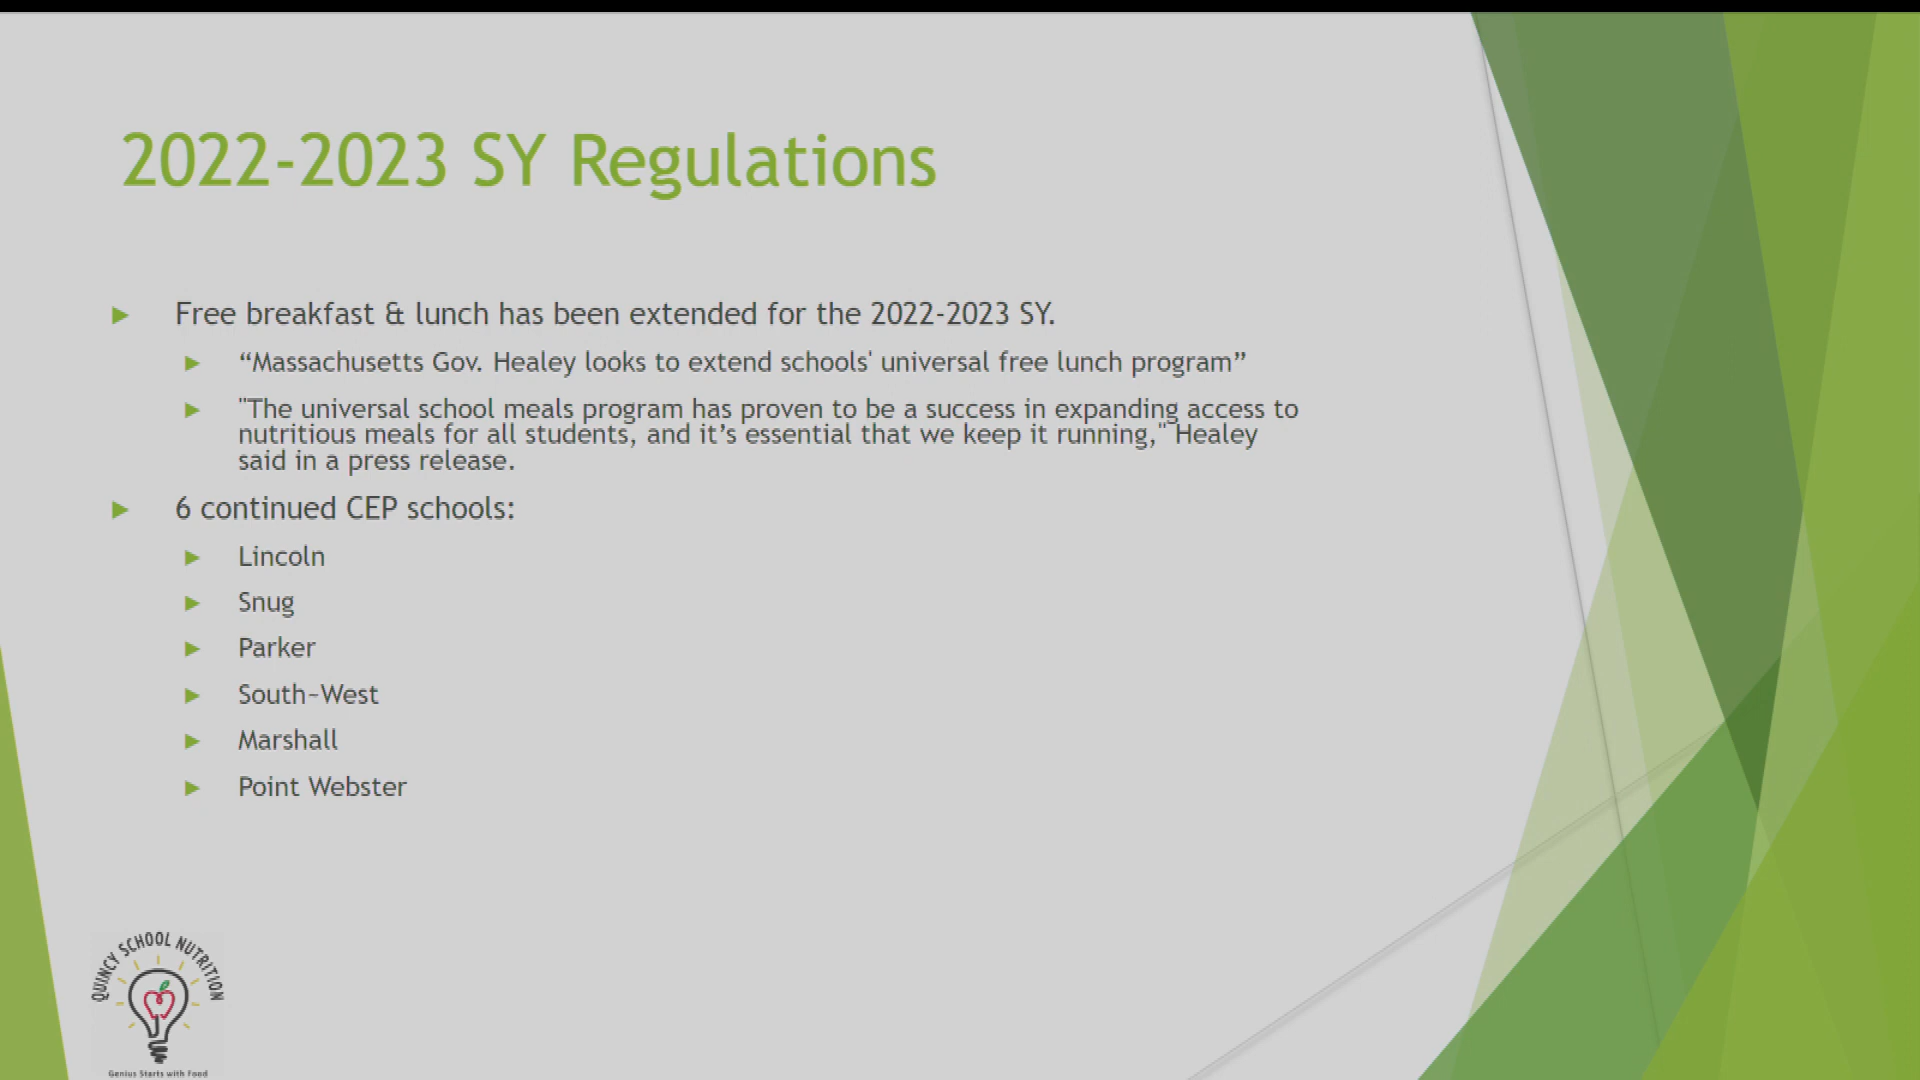 2022-2023 SY Regulations
Free breakfast & lunch has been extended for the 2022-2023 SY.
“Massachusetts Gov. Healey looks to extend schools' universal free lunch program”
"The universal school meals program has proven to be a success in expanding access to
nutritious meals for all students, and it’s essential that we keep it running," Healey
said in a press release.
6 continued CEP schools:
Lincoln
Snug
Parker
South~West
Marshall
Point Webster
QUINCY SCHOOL NUTRITION
Genius Starts with Food